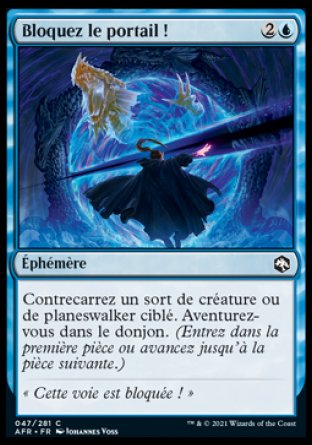 Bloquez le portail ! 2
Éphémère
Contrecarrez un sort de créature ou
de planeswalker ciblé. Aventurez-
vous dans le donjon. (Entrez dans la
première pièce ou avancez jusqu'à la
pièce suivante.)
« Cette voie est bloquée ! »
047/281 C
AFR • FR Johannes Voss
™ & © 2021 Wizards of the Coast